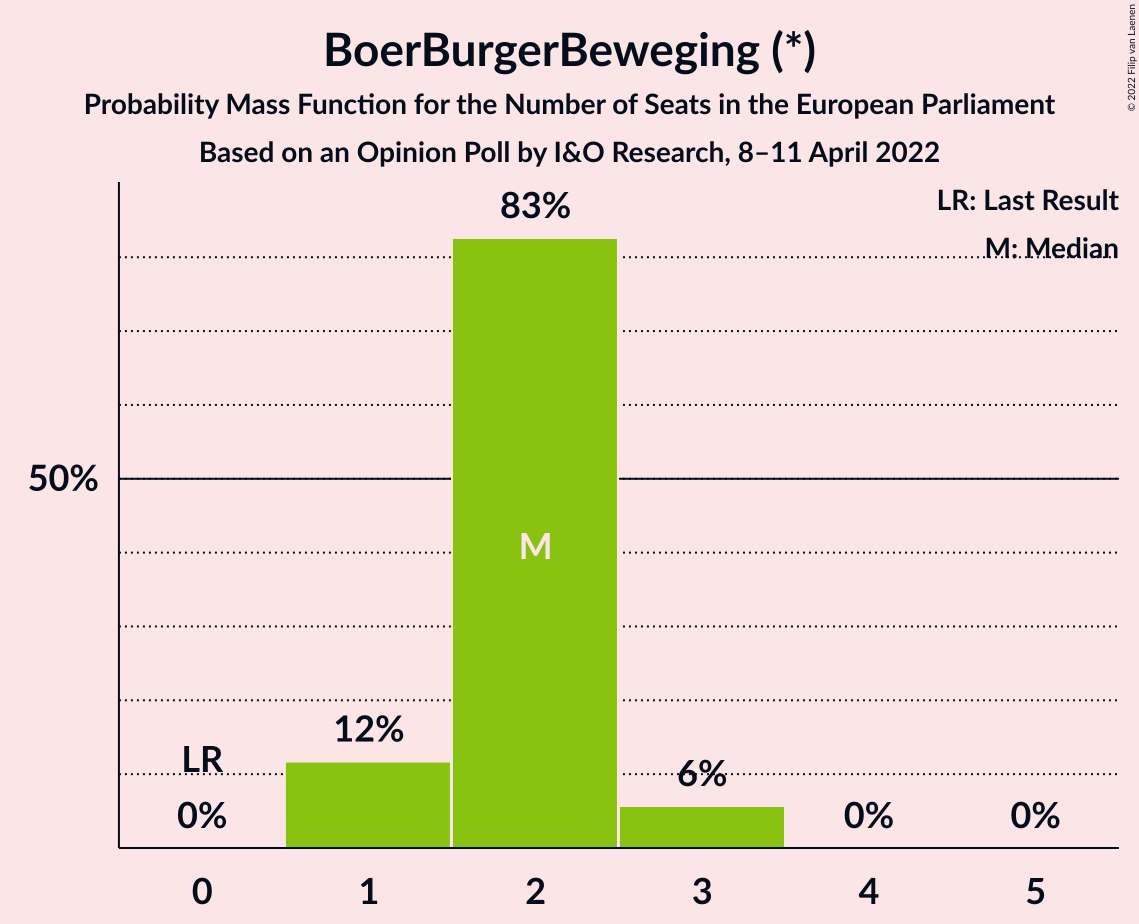 BoerBurgerBeweging (*)
Probability Mass Function for the Number of Seats in the European Parliament
Based on an Opinion Poll by I&O Research, 8–11 April 2022
© 2022 Filip van Laenen
LR: Last Result
M: Median
83%
50%
M
12%
LR
6%
0%
0%
0%
0 1 2 3 4 5